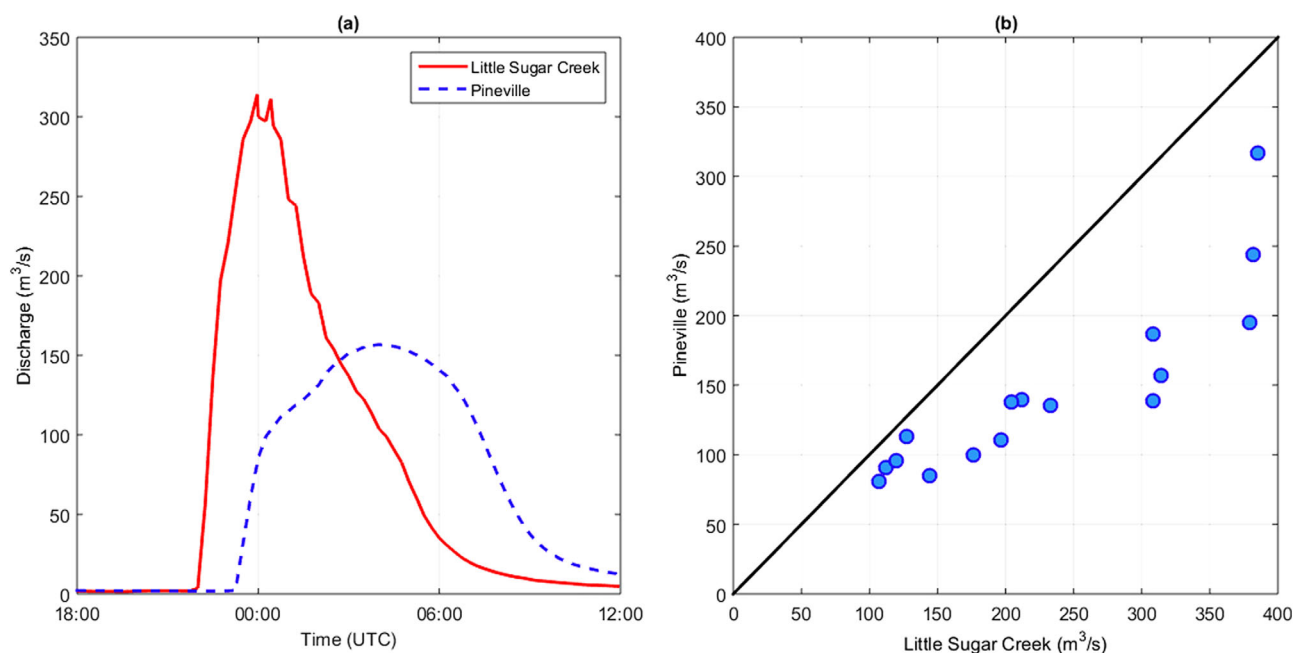 (a)
350
300
250
200
150
100
50
0
Discharge (m³/s)
18:00 00:00 06:00 12:00
Time (UTC)
Little Sugar Creek
Pineville
(b)
400
350
300
250
200
150
100
50
0
Pineville (m³/s)
0 50 100 150 200 250 300 350 400
Little Sugar Creek (m³/s)